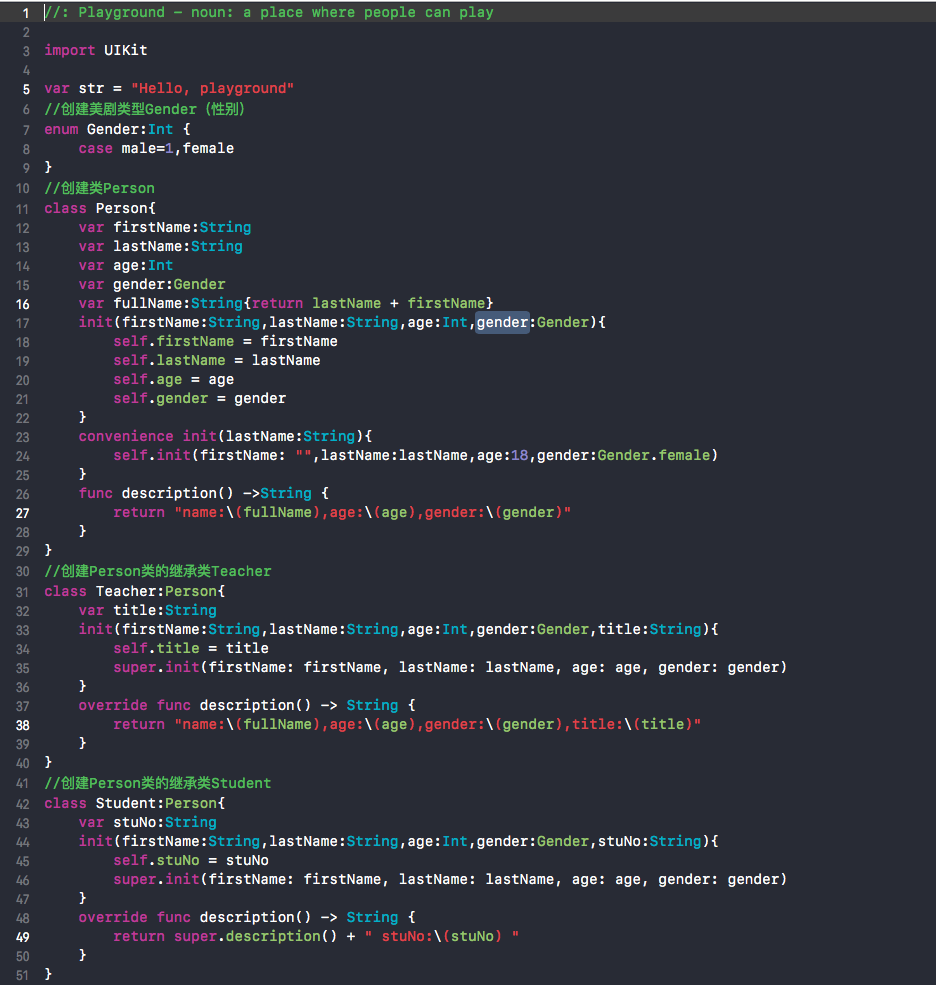 1 //: Playground - noun: a place where people can play
2
3 import UIKit
4
5 var str = "Hello, playground"
6 //创建美剧类型Gender（性别）
7 enum Gender:Int {
8     case male=1,female
9 }
10 //创建类Person
11 class Person{
12     var firstName:String
13     var lastName:String
14     var age:Int
15     var gender:Gender
16     var fullName:String{return lastName + firstName}
17     init(firstName:String,lastName:String,age:Int,gender:Gender){
18         self.firstName = firstName
19         self.lastName = lastName
20         self.age = age
21         self.gender = gender
22     }
23     convenience init(lastName:String){
24         self.init(firstName: "",lastName:lastName,age:18,gender:Gender.female)
25     }
26     func description() ->String {
27         return "name:\(fullName),age:\(age),gender:\(gender)"
28     }
29 }
30 //创建Person类的继承类Teacher
31 class Teacher:Person{
32     var title:String
33     init(firstName:String,lastName:String,age:Int,gender:Gender,title:String){
34         self.title = title
35         super.init(firstName: firstName, lastName: lastName, age: age, gender: gender)
36     }
37     override func description() -> String {
38         return "name:\(fullName),age:\(age),gender:\(gender),title:\(title)"
39     }
40 }
41 //创建Person类的继承类Student
42 class Student:Person{
43     var stuNo:String
44     init(firstName:String,lastName:String,age:Int,gender:Gender,stuNo:String){
45         self.stuNo = stuNo
46         super.init(firstName: firstName, lastName: lastName, age: age, gender: gender)
47     }
48     override func description() -> String {
49         return super.description() + " stuNo:\(stuNo) "
50     }
51 }